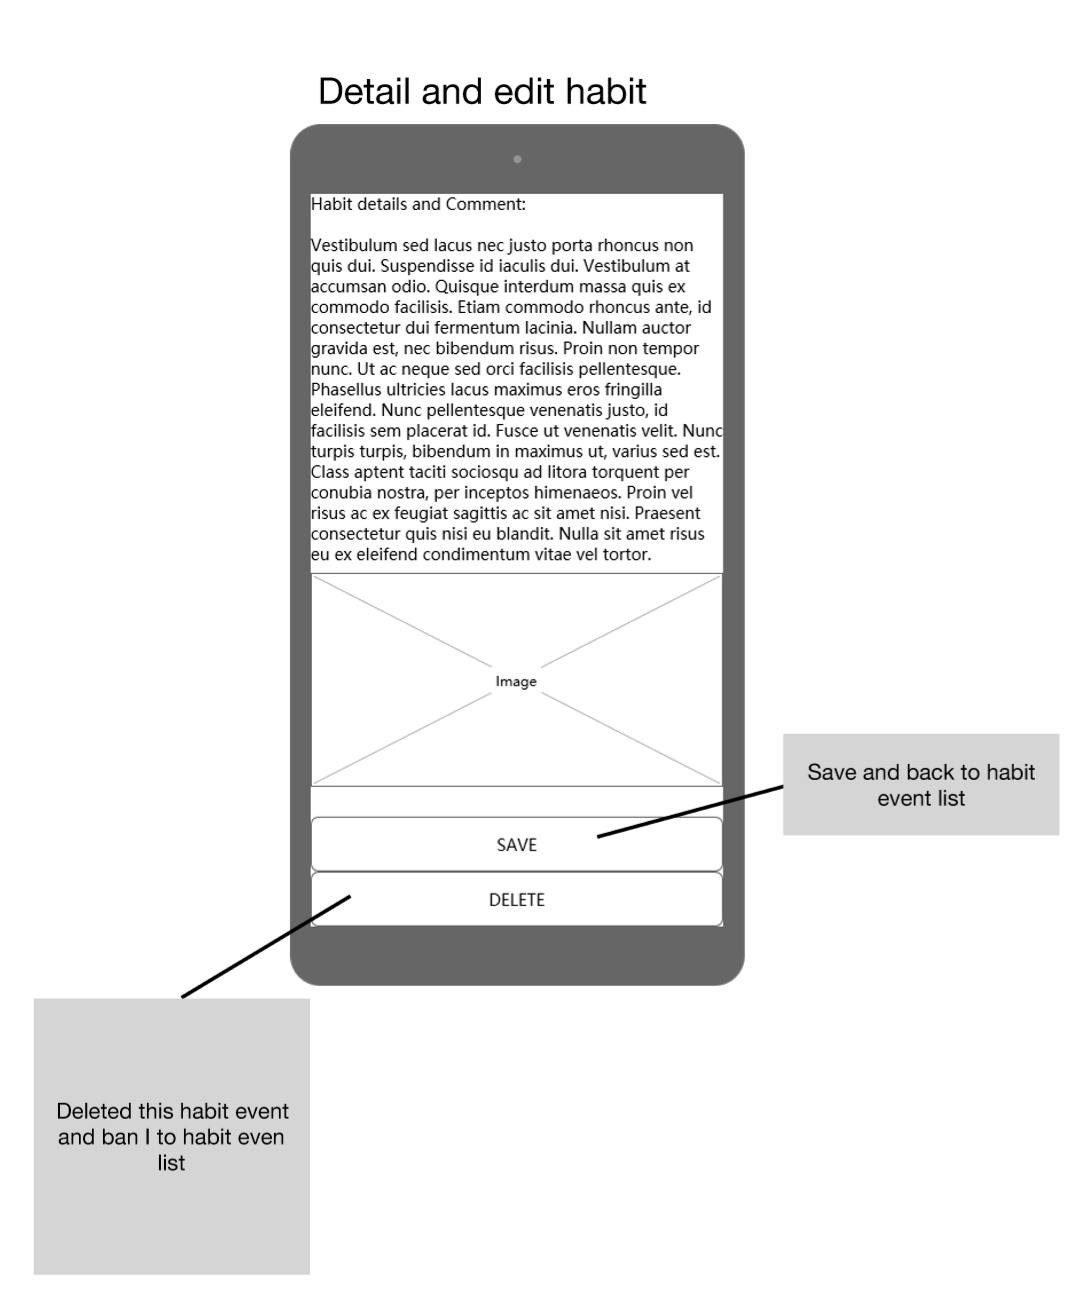 Detail and edit habit
Habit details and Comment:
Vestibulum sed lacus nec justo porta rhoncus non
quis dui. Suspendisse id iaculis dui. Vestibulum at
accumsan odio. Quisque interdum massa quis ex
commodo facilisis. Etiam commodo rhoncus ante, id
consectetur dui fermentum lacinia. Nullam auctor
gravida est, nec bibendum risus. Proin non tempor
nunc. Ut ac neque sed orci facilisis pellentesque.
Phasellus ultricies lacus maximus eros fringilla
eleifend. Nunc pellentesque venenatis justo, id
facilisis sem placerat id. Fusce ut venenatis velit. Nunc
turpis turpis, bibendum in maximus ut, varius sed est.
Class aptent taciti sociosqu ad litora torquent per
conubia nostra, per inceptos himenaeos. Proin vel
risus ac ex feugiat sagittis ac sit amet nisi. Praesent
consectetur quis nisi eu blandit. Nulla sit amet risus
eu ex eleifend condimentum vitae vel tortor.
Image
Save and back to habit
event list
SAVE
DELETE
Deleted this habit event
and ban I to habit even
list